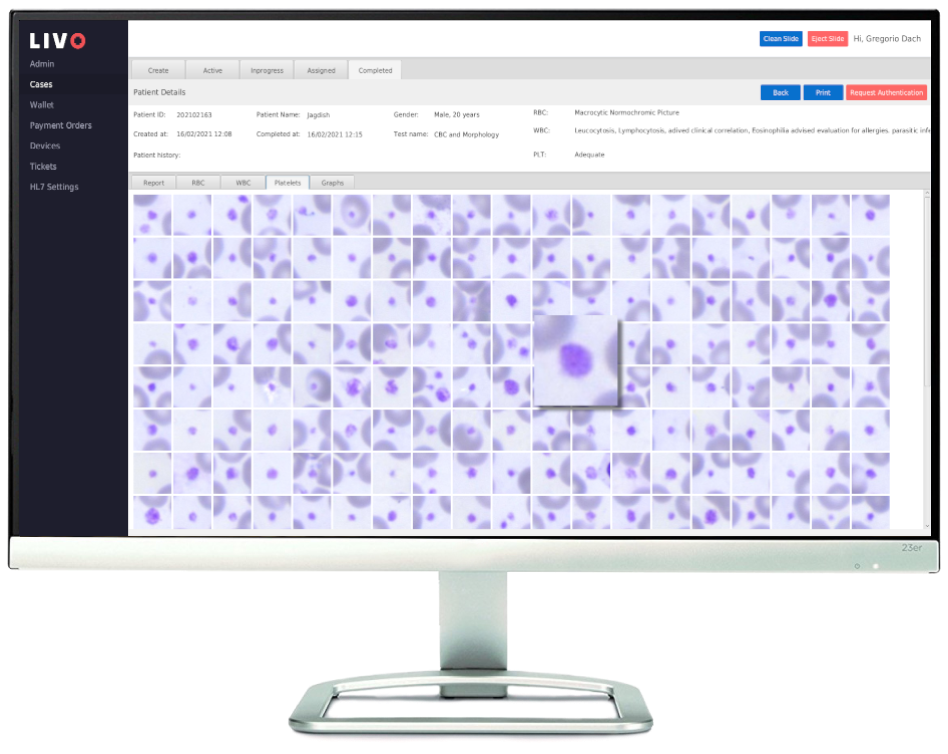 LIVO
Clean Slide Eject Slide Hi, Gregorio Dach
Admin
Cases
Wallet
Payment Orders
Devices
Tickets
HL7 Settings
Create Active Inprogress Assigned Completed
Patient Details
Back Print Request Authentication
Patient ID: 202102163 Patient Name: Jagdish Gender: Male, 20 years RBC: Macrocytic Normochromic Picture
Created at: 16/02/2021 12:08 Completed at: 16/02/2021 12:15 Test name: CBC and Morphology WBC: Leucocytosis, Lymphocytosis, adived clinical correlation, Eosinophilia advised evaluation for allergies, parasitic infe
Patient history: PLT: Adequate
Report RBC WBC Platelets Graphs
23er